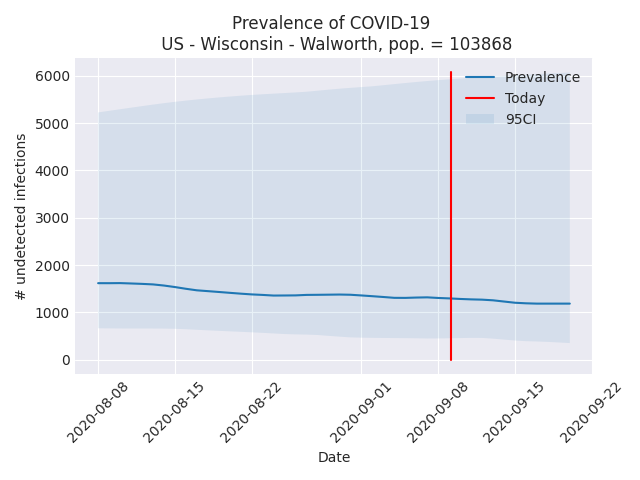 Prevalence of COVID-19
US - Wisconsin - Walworth, pop. = 103868
6000
5000
4000
3000
2000
1000
0
# undetected infections
Prevalence
Today
95CI
2020-08-08
2020-08-15
2020-08-22
2020-09-01
2020-09-08
2020-09-15
2020-09-22
Date